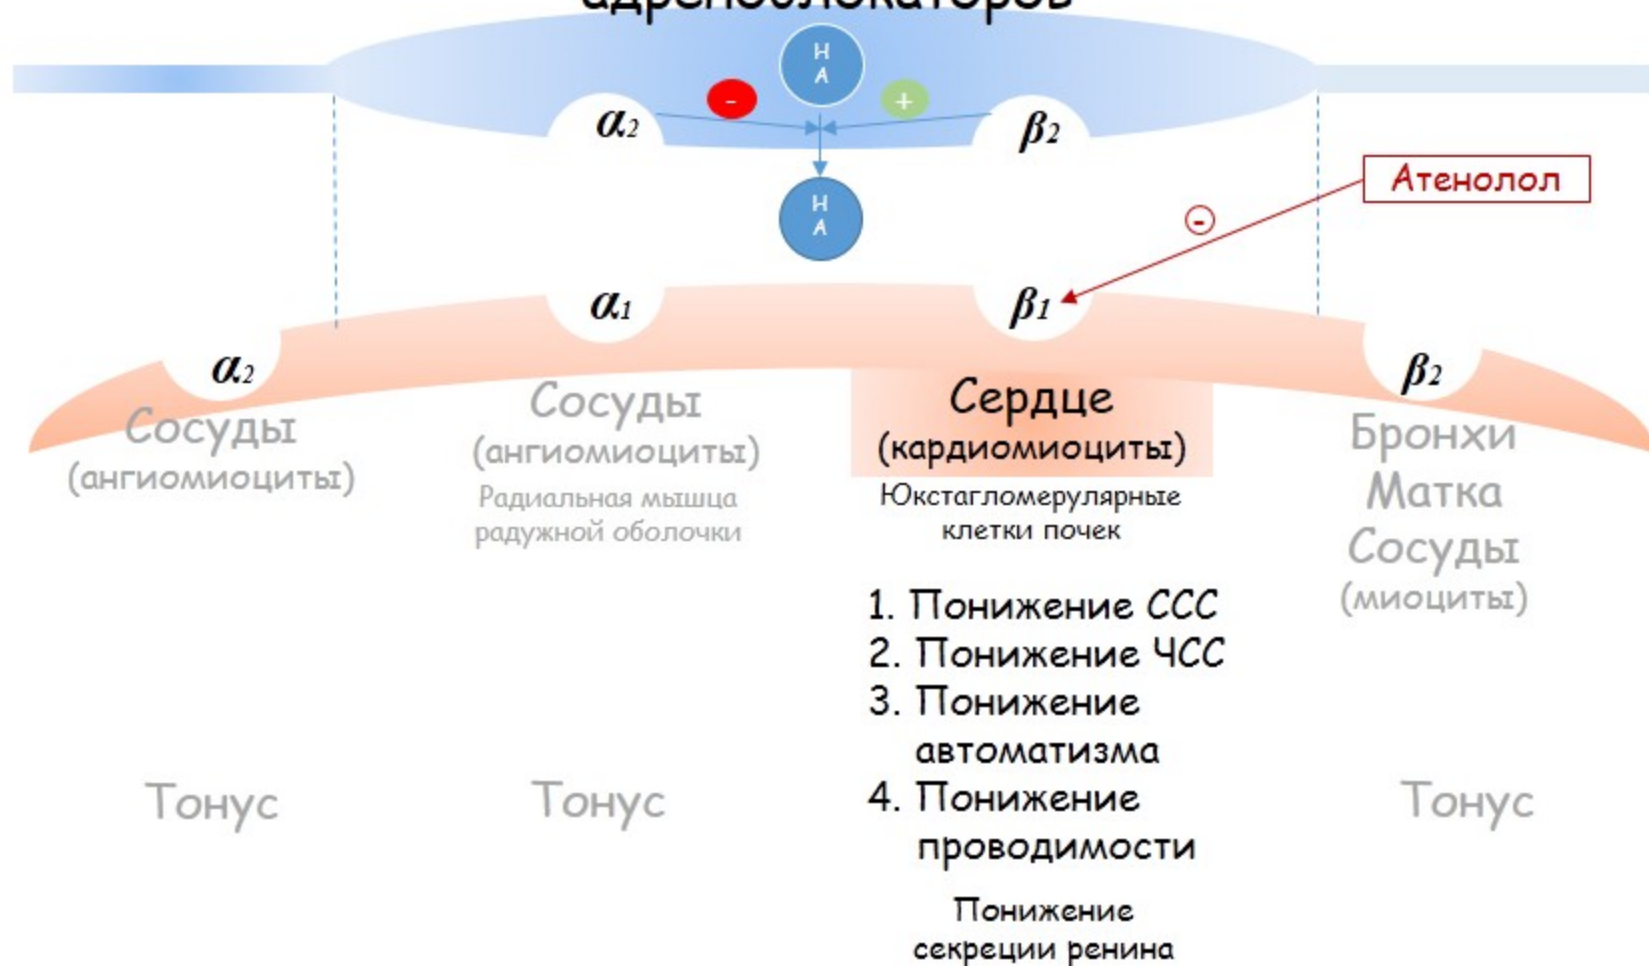 адреноблокаторов
Н
А
-
+
α2
β2
Атенолол
Н
А
-
α1
β1
α2
β2
Сосуды
(ангиомиоциты)
Сосуды
(ангиомиоциты)
Радиальная мышца
радужной оболочки
Сердце
(кардиомиоциты)
Юкстагломерулярные
клетки почек
Бронхи
Матка
Сосуды
(миоциты)
1. Понижение ССС
2. Понижение ЧСС
3. Понижение
автоматизма
4. Понижение
проводимости
Тонус
Тонус
Тонус
Понижение
секреции ренина